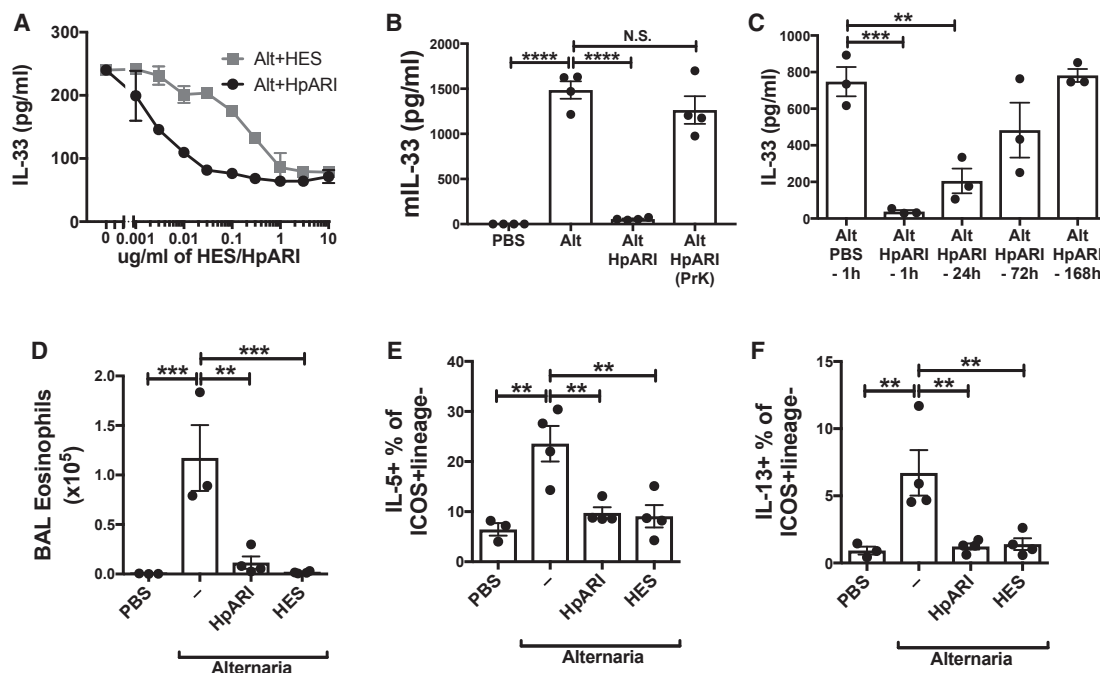 A
300
200
100
0
IL-33 (pg/ml)
Alt+HES
Alt+HpARI
0 0.001 0.01 0.1 1 10
ug/ml of HES/HpARI
B
N.S.
**** ****
2000
1500
1000
500
0
mIL-33 (pg/ml)
PBS Alt Alt Alt
HpARI HpARI
(PrK)
C
**
***
1000
800
600
400
200
0
IL-33 (pg/ml)
Alt Alt Alt Alt Alt
PBS HpARI HpARI HpARI HpARI
- 1h - 1h - 24h - 72h - 168h
D
***
*** **
2.0
1.5
1.0
0.5
0.0
BAL Eosinophils
(x10⁵)
PBS – HpARI HES
Alternaria
E
**
** **
40
30
20
10
0
IL-5+ % of
ICOS+lineage-
PBS – HpARI HES
Alternaria
F
**
** **
15
10
5
0
IL-13+ % of
ICOS+lineage-
PBS – HpARI HES
Alternaria